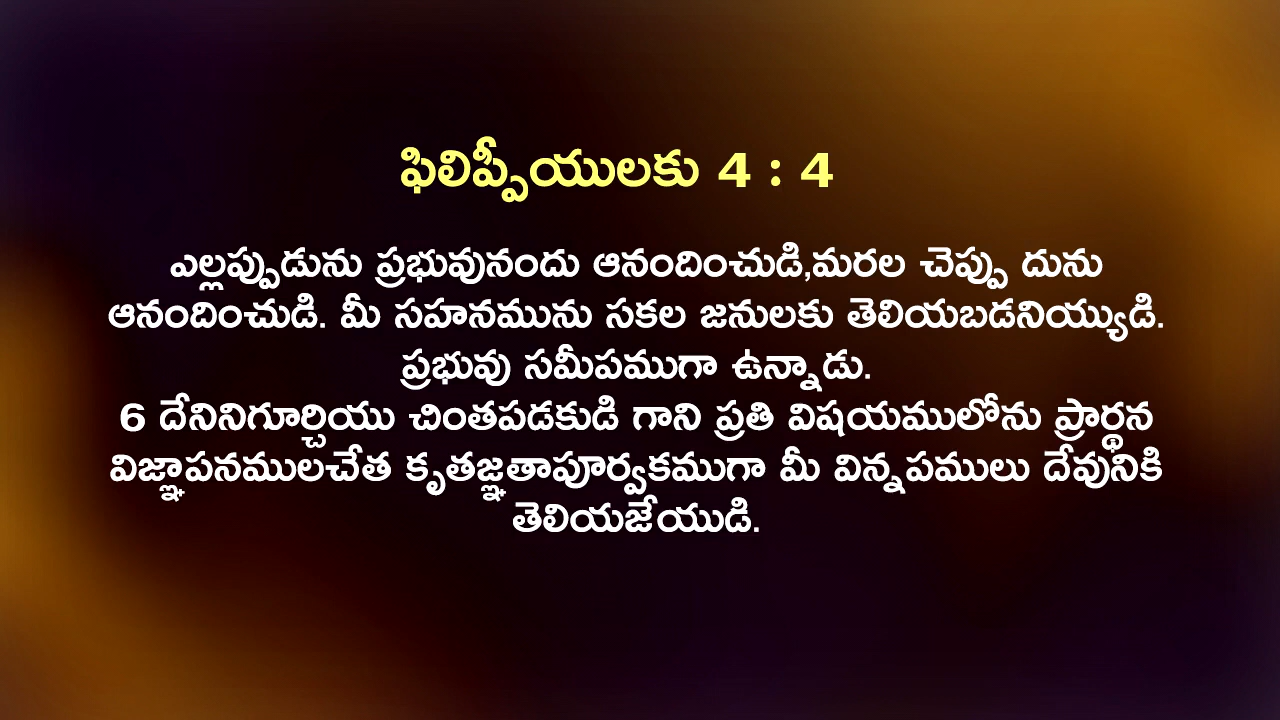 ఫిలిప్పీయులకు 4 : 4
ఎల్లప్పుడును ప్రభువునందు ఆనందించుడి,మరల చెప్పు దును
ఆనందించుడి. మీ సహనమును సకల జనులకు తెలియబడనియ్యుడి.
ప్రభువు సమీపముగా ఉన్నాడు.
6 దేనినిగూర్చియు చింతపడకుడి గాని ప్రతి విషయములోను ప్రార్థన
విజ్ఞాపనములచేత కృతజ్ఞతాపూర్వకముగా మీ విన్నపములు దేవునికి
తెలియజేయుడి.